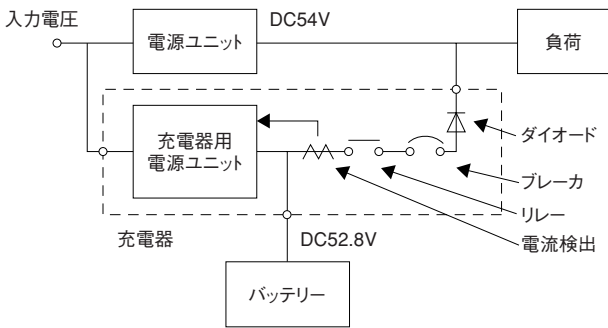 入力電圧
電源ユニット
DC54V
負荷
充電器用
電源ユニット
ダイオード
ブレーカ
リレー
電流検出
充電器
DC52.8V
バッテリー